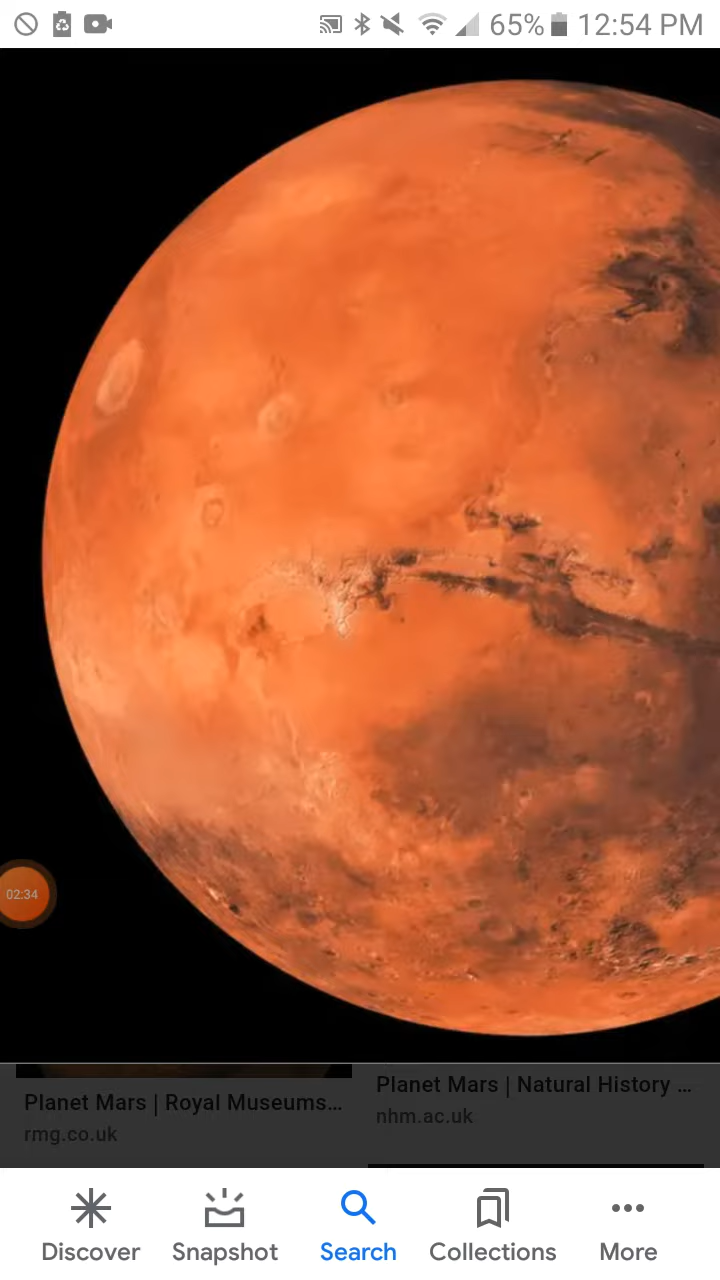 65% 12:54 PM
02:34
Planet Mars | Royal Museums...
rmg.co.uk
Planet Mars | Natural History ...
nhm.ac.uk
Discover Snapshot Search Collections More